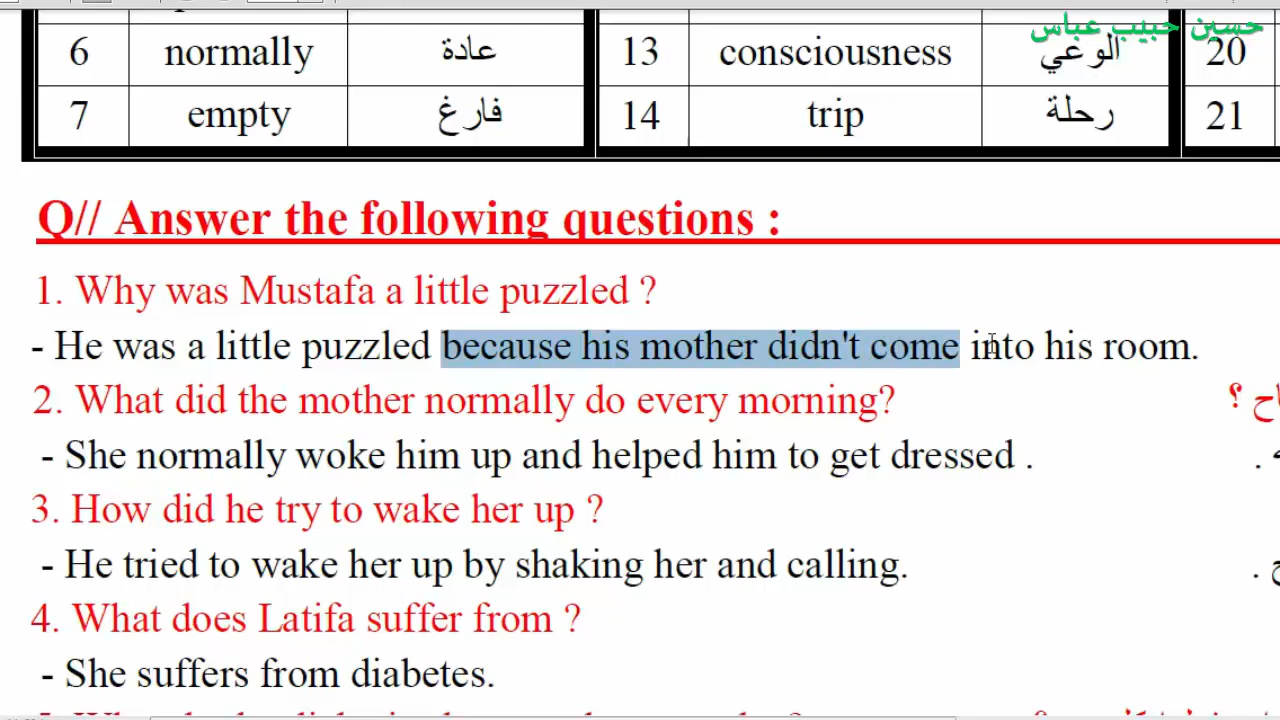 حسين حبيب عباس
6 normally عادة 13 consciousness الوعي 20
7 empty فارغ 14 trip رحلة 21
Q// Answer the following questions :
1. Why was Mustafa a little puzzled ?
- He was a little puzzled because his mother didn't come into his room.
2. What did the mother normally do every morning?
- She normally woke him up and helped him to get dressed .
3. How did he try to wake her up ?
- He tried to wake her up by shaking her and calling.
4. What does Latifa suffer from ?
- She suffers from diabetes.